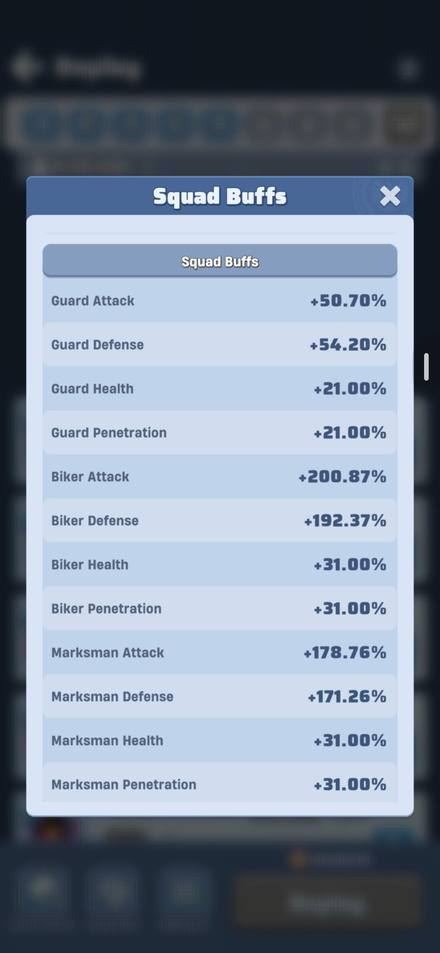 Deploy
Squad Buffs
Squad Buffs
Guard Attack +50.70%
Guard Defense +54.20%
Guard Health +21.00%
Guard Penetration +21.00%
Biker Attack +200.87%
Biker Defense +192.37%
Biker Health +31.00%
Biker Penetration +31.00%
Marksman Attack +178.76%
Marksman Defense +171.26%
Marksman Health +31.00%
Marksman Penetration +31.00%
Deploy